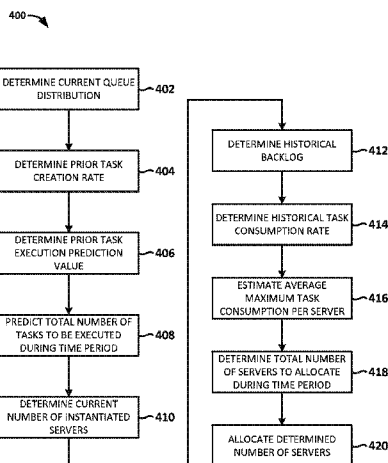 400
DETERMINE CURRENT QUEUE
DISTRIBUTION
402
DETERMINE PRIOR TASK
CREATION RATE
404
DETERMINE PRIOR TASK
EXECUTION PREDICTION
VALUE
406
PREDICT TOTAL NUMBER OF
TASKS TO BE EXECUTED
DURING TIME PERIOD
408
DETERMINE CURRENT
NUMBER OF INSTANTIATED
SERVERS
410
DETERMINE HISTORICAL
BACKLOG
412
DETERMINE HISTORICAL TASK
CONSUMPTION RATE
414
ESTIMATE AVERAGE
MAXIMUM TASK
CONSUMPTION PER SERVER
416
DETERMINE TOTAL NUMBER
OF SERVERS TO ALLOCATE
DURING TIME PERIOD
418
ALLOCATE DETERMINED
NUMBER OF SERVERS
420